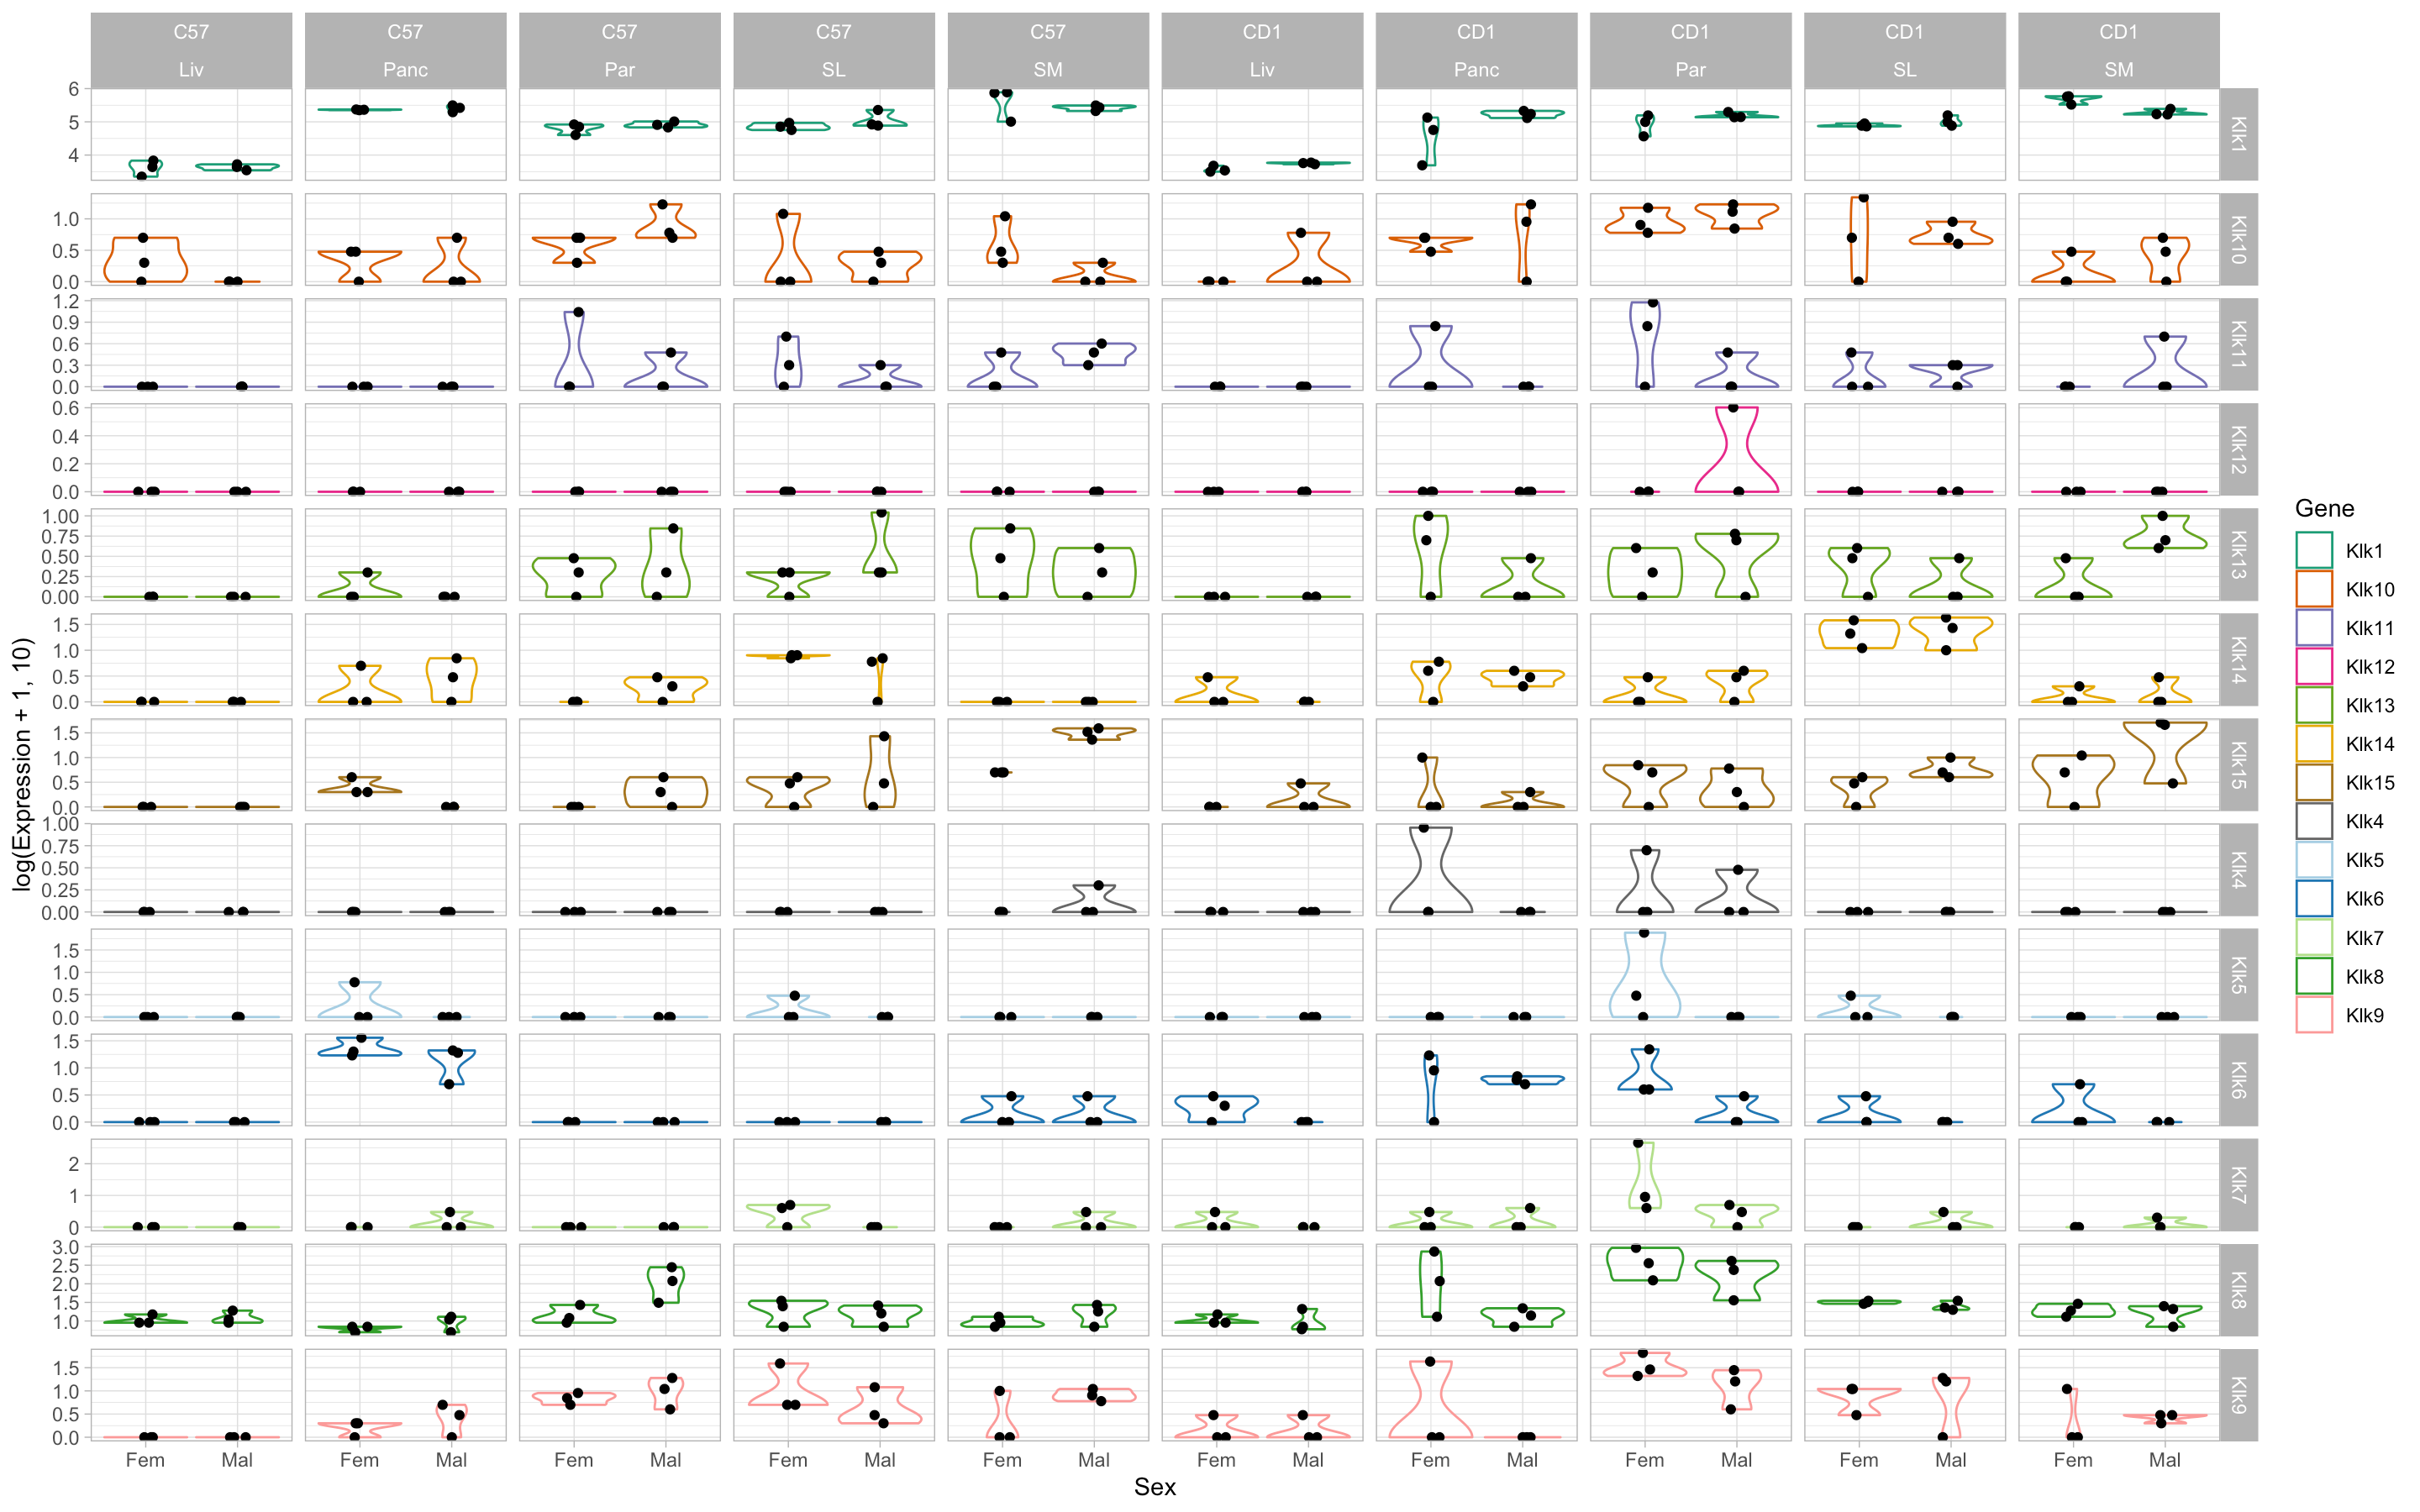 C57 C57 C57 C57 C57 CD1 CD1 CD1 CD1 CD1
Liv Panc Par SL SM Liv Panc Par SL SM
6
5
4
Klk1
1.0
0.5
0.0
Klk10
1.2
0.9
0.6
0.3
0.0
Klk11
0.6
0.4
0.2
0.0
Klk12
1.00
0.75
0.50
0.25
0.00
Klk13
1.5
1.0
0.5
0.0
Klk14
1.5
1.0
0.5
0.0
Klk15
1.00
0.75
0.50
0.25
0.00
Klk4
1.5
1.0
0.5
0.0
Klk5
1.5
1.0
0.5
0.0
Klk6
2
1
0
Klk7
3.0
2.5
2.0
1.5
1.0
Klk8
1.5
1.0
0.5
0.0
Klk9
Fem Mal Fem Mal Fem Mal Fem Mal Fem Mal Fem Mal Fem Mal Fem Mal Fem Mal Fem Mal
Sex
log(Expression + 1, 10)
Gene
Klk1
Klk10
Klk11
Klk12
Klk13
Klk14
Klk15
Klk4
Klk5
Klk6
Klk7
Klk8
Klk9